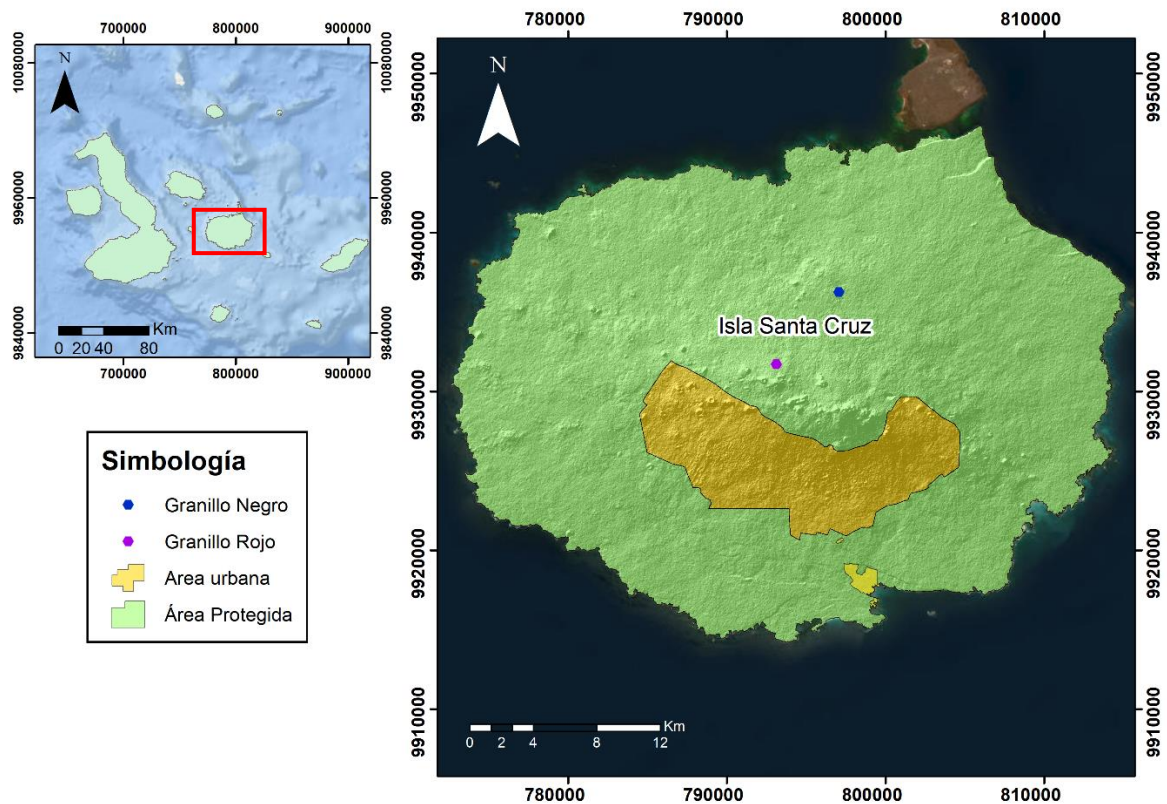 700000 800000 900000
10080000
9960000
9840000
10080000
9960000
9840000
N
Km
0 20 40 80
700000 800000 900000
Simbología
Granillo Negro
Granillo Rojo
Area urbana
Área Protegida
780000 790000 800000 810000
9950000
9940000
9930000
9920000
9910000
9950000
9940000
9930000
9920000
9910000
N
Isla Santa Cruz
Km
0 2 4 8 12
780000 790000 800000 810000